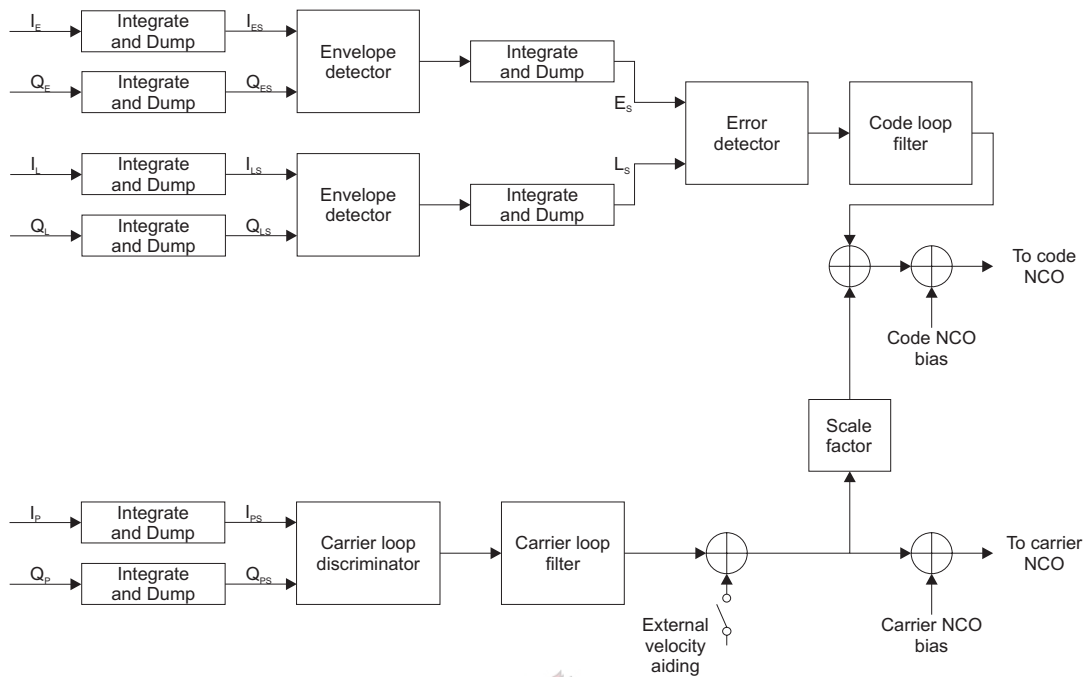 I_E
Integrate
and Dump
I_ES
Q_E
Integrate
and Dump
Q_ES
Envelope
detector
Integrate
and Dump
E_S
I_L
Integrate
and Dump
I_LS
Q_L
Integrate
and Dump
Q_LS
Envelope
detector
Integrate
and Dump
L_S
Error
detector
Code loop
filter
To code
NCO
Code NCO
bias
Scale
factor
I_P
Integrate
and Dump
I_PS
Q_P
Integrate
and Dump
Q_PS
Carrier loop
discriminator
Carrier loop
filter
External
velocity
aiding
To carrier
NCO
Carrier NCO
bias